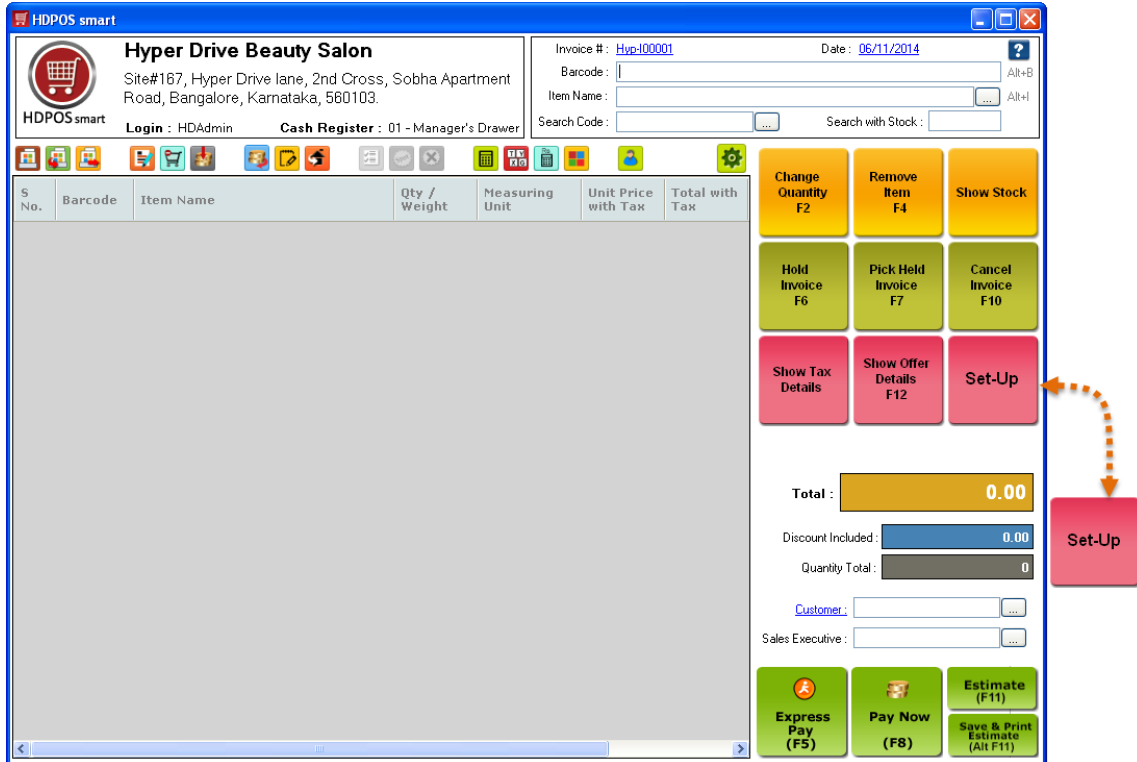 HDPOS smart
Hyper Drive Beauty Salon
Site#167, Hyper Drive lane, 2nd Cross, Sobha Apartment
Road, Bangalore, Karnataka, 560103.
HDPOS smart
Login : HDAdmin Cash Register : 01 - Manager's Drawer
Invoice # : Hyp-I00001 Date : 06/11/2014 ?
Barcode : Alt+B
Item Name : ... Alt+I
Search Code : ... Search with Stock :
S No. Barcode Item Name Qty / Weight Measuring Unit Unit Price with Tax Total with Tax
Change
Quantity
F2
Remove
Item
F4
Show Stock
Hold
Invoice
F6
Pick Held
Invoice
F7
Cancel
Invoice
F10
Show Tax
Details
Show Offer
Details
F12
Set-Up
Total : 0.00
Discount Included : 0.00
Quantity Total : 0
Set-Up
Customer : ...
Sales Executive : ...
Express
Pay
(F5)
Pay Now
(F8)
Estimate
(F11)
Save & Print
Estimate
(Alt F11)